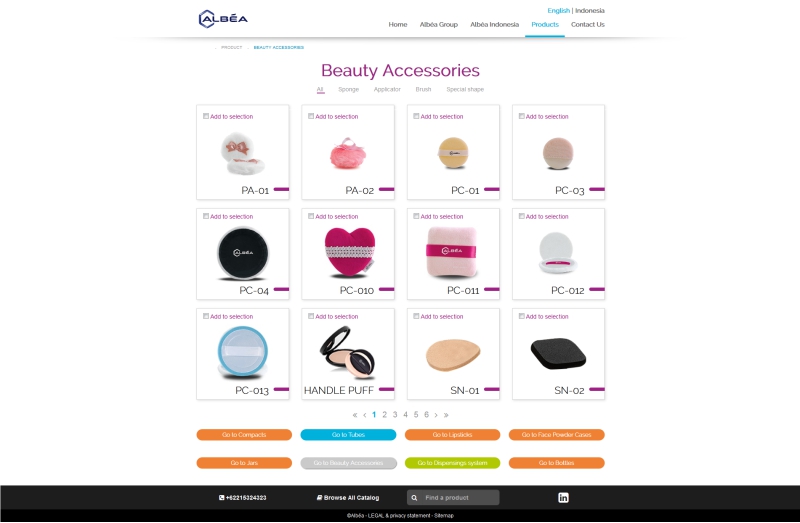 ALBÉA
English | Indonesia
Home Albéa Group Albéa Indonesia Products Contact Us
PRODUCT BEAUTY ACCESSORIES
Beauty Accessories
All Sponge Applicator Brush Special shape
Add to selection Add to selection Add to selection Add to selection
PA-01 PA-02 PC-01 PC-03
Add to selection Add to selection Add to selection Add to selection
ALBÉA
ALBÉA
PC-04 PC-010 PC-011 PC-012
Add to selection Add to selection Add to selection Add to selection
PC-013 HANDLE PUFF SN-01 SN-02
« ‹ 1 2 3 4 5 6 › »
Go to Compacts Go to Tubes Go to Lipsticks Go to Face Powder Cases
Go to Jars Go to Beauty Accessories Go to Dispensings system Go to Bottles
+62215324323 Browse All Catalog Find a product in
©Albéa - LEGAL & privacy statement - Sitemap